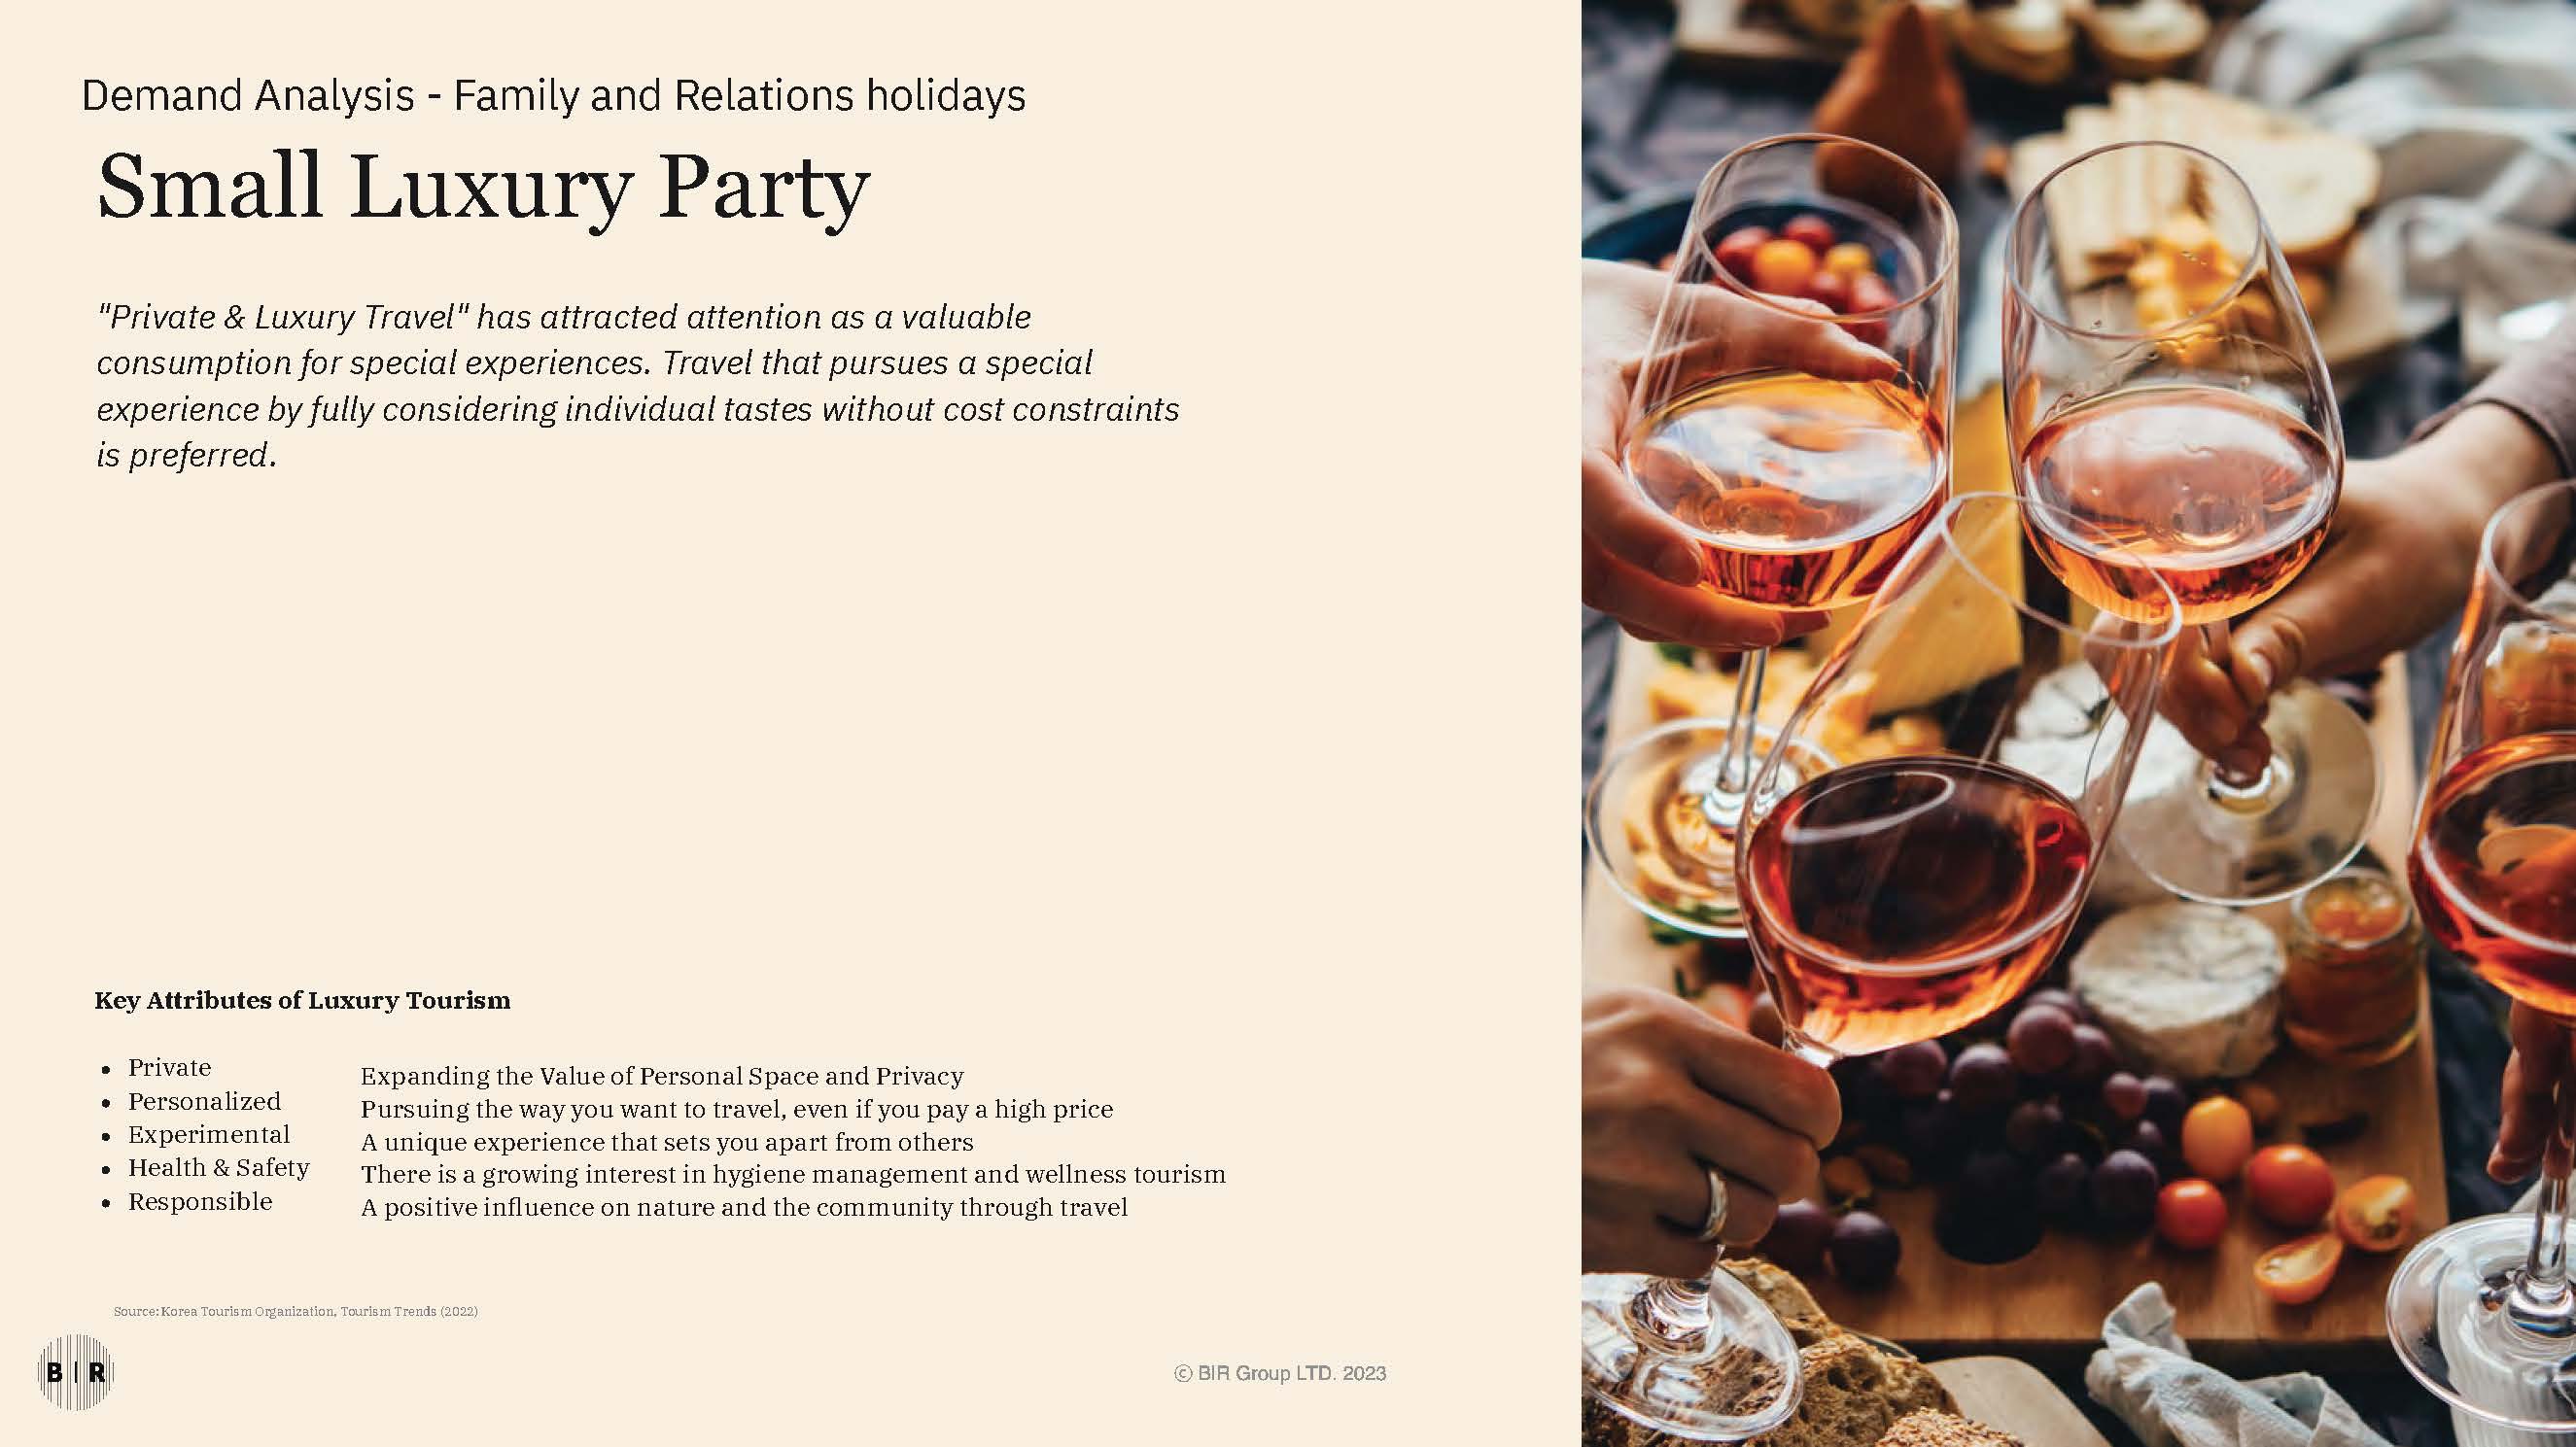 Demand Analysis - Family and Relations holidays
Small Luxury Party
"Private & Luxury Travel" has attracted attention as a valuable
consumption for special experiences. Travel that pursues a special
experience by fully considering individual tastes without cost constraints
is preferred.
Key Attributes of Luxury Tourism
• Private
Expanding the Value of Personal Space and Privacy
• Personalized
Pursuing the way you want to travel, even if you pay a high price
• Experimental
A unique experience that sets you apart from others
• Health & Safety
There is a growing interest in hygiene management and wellness tourism
• Responsible
A positive influence on nature and the community through travel
Source: Korea Tourism Organization, Tourism Trends (2022)
B | R
© BIR Group LTD. 2023